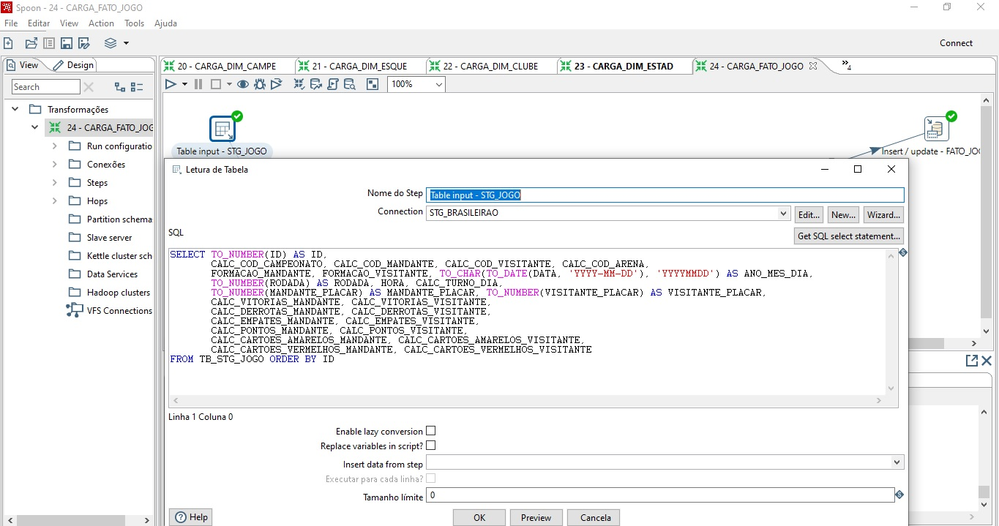 Spoon - 24 - CARGA_FATO_JOGO
File Editar View Action Tools Ajuda
Connect
View Design
20 - CARGA_DIM_CAMPE 21 - CARGA_DIM_ESQUE 22 - CARGA_DIM_CLUBE 23 - CARGA_DIM_ESTAD 24 - CARGA_FATO_JOGO »4
Search
100%
Transformações
24 - CARGA_FATO_JOG
Run configuratio
Conexões
Steps
Hops
Partition schema
Slave server
Kettle cluster sch
Data Services
Hadoop clusters
VFS Connections
Table input - STG_JOGO
Insert / update - FATO_JO
Letura de Tabela
Nome do Step Table input - STG_JOGO
Connection STG_BRASILEIRAO Edit... New... Wizard...
SQL
Get SQL select statement...
SELECT TO_NUMBER(ID) AS ID,
CALC_COD_CAMPEONATO, CALC_COD_MANDANTE, CALC_COD_VISITANTE, CALC_COD_ARENA,
FORMACAO_MANDANTE, FORMACAO_VISITANTE, TO_CHAR(TO_DATE(DATA, 'YYYY-MM-DD'), 'YYYYMMDD') AS ANO_MES_DIA,
TO_NUMBER(RODADA) AS RODADA, HORA, CALC_TURNO_DIA,
TO_NUMBER(MANDANTE_PLACAR) AS MANDANTE_PLACAR, TO_NUMBER(VISITANTE_PLACAR) AS VISITANTE_PLACAR,
CALC_VITORIAS_MANDANTE, CALC_VITORIAS_VISITANTE,
CALC_DERROTAS_MANDANTE, CALC_DERROTAS_VISITANTE,
CALC_EMPATES_MANDANTE, CALC_EMPATES_VISITANTE,
CALC_PONTOS_MANDANTE, CALC_PONTOS_VISITANTE,
CALC_CARTOES_AMARELOS_MANDANTE, CALC_CARTOES_AMARELOS_VISITANTE,
CALC_CARTOES_VERMELHOS_MANDANTE, CALC_CARTOES_VERMELHOS_VISITANTE
FROM TB_STG_JOGO ORDER BY ID
Linha 1 Coluna 0
Enable lazy conversion
Replace variables in script?
Insert data from step
Executar para cada linha?
Tamanho límite 0
Help OK Preview Cancela